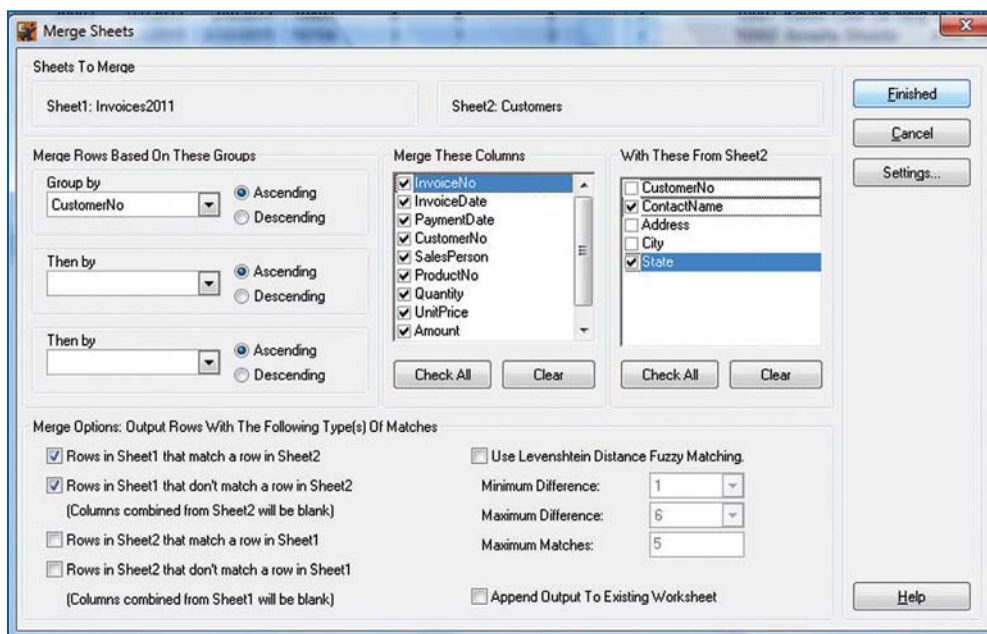 Merge Sheets
Sheets To Merge
Sheet1: Invoices2011
Sheet2: Customers
Finished
Cancel
Settings...
Merge Rows Based On These Groups
Group by
CustomerNo
Ascending
Descending
Then by
Ascending
Descending
Then by
Ascending
Descending
Merge These Columns
InvoiceNo
InvoiceDate
PaymentDate
CustomerNo
SalesPerson
ProductNo
Quantity
UnitPrice
Amount
Check All
Clear
With These From Sheet2
CustomerNo
ContactName
Address
City
State
Check All
Clear
Merge Options: Output Rows With The Following Type(s) Of Matches
Rows in Sheet1 that match a row in Sheet2
Rows in Sheet1 that don't match a row in Sheet2
(Columns combined from Sheet2 will be blank)
Rows in Sheet2 that match a row in Sheet1
Rows in Sheet2 that don't match a row in Sheet1
(Columns combined from Sheet1 will be blank)
Use Levenshtein Distance Fuzzy Matching.
Minimum Difference:
1
Maximum Difference:
6
Maximum Matches:
5
Append Output To Existing Worksheet
Help